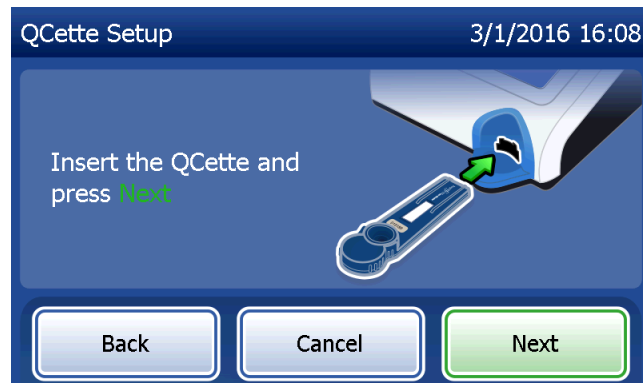 QCette Setup 3/1/2016 16:08
Insert the QCette and
press Next
Back Cancel Next